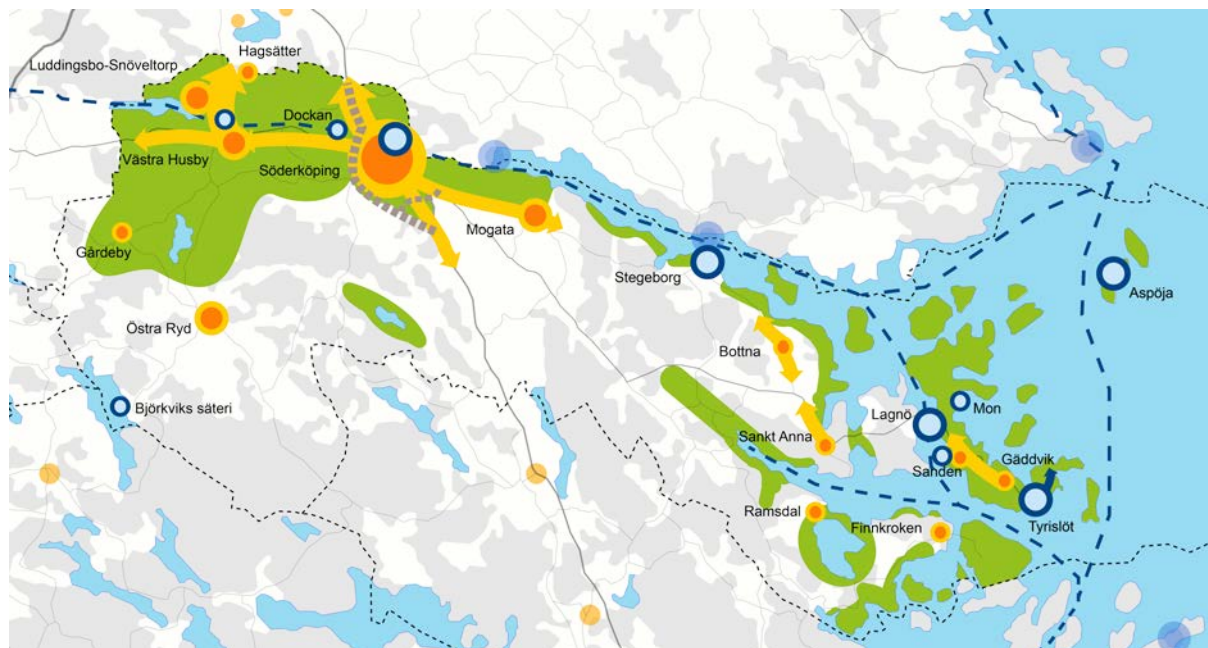 Hagsätter
Luddingsbo-Snöveltorp
Dockan
Västra Husby
Söderköping
Mogata
Gårdeby
Stegeborg
Aspöja
Östra Ryd
Bottna
Björkviks säteri
Mon
Lagnö
Sankt Anna
Sanden
Gäddvik
Ramsdal
Finnkroken
Tyrislöt